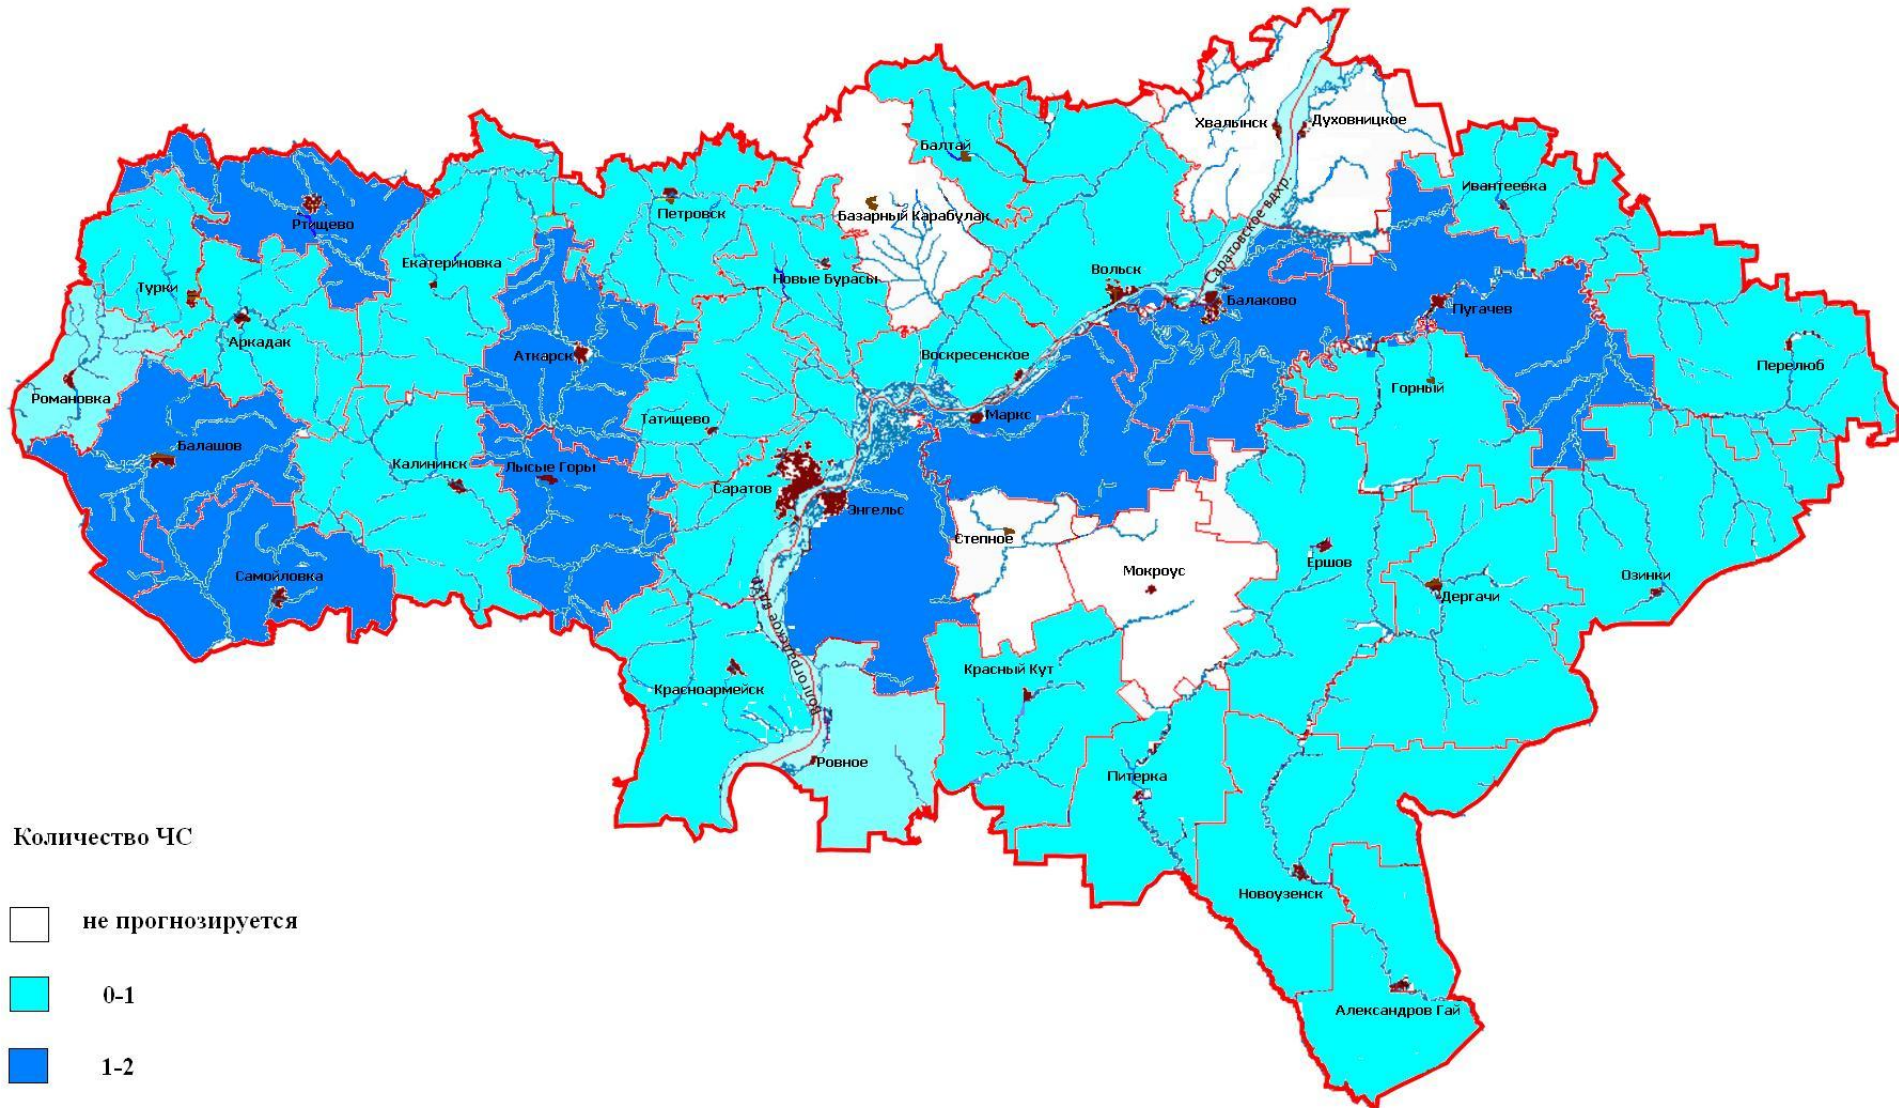 Хвалынск
Духовницкое
Балтай
Ивантеевка
Петровск
Базарный Карабулак
Ртищево
Екатериновка
Саратовское вдхр.
Вольск
Новые Бурасы
Турки
Балаково
Пугачев
Аркадак
Аткарск
Воскресенское
Перелюб
Горный
Романовка
Маркс
Татищево
Балашов
Калининск
Лысые Горы
Саратов
Энгельс
Степное
Мокроус
Ершов
Озинки
Самойловка
Дергачи
Волгоградское вдхр.
Красный Кут
Красноармейск
Ровное
Питерка
Новоузенск
Александров Гай
Количество ЧС
не прогнозируется
0-1
1-2